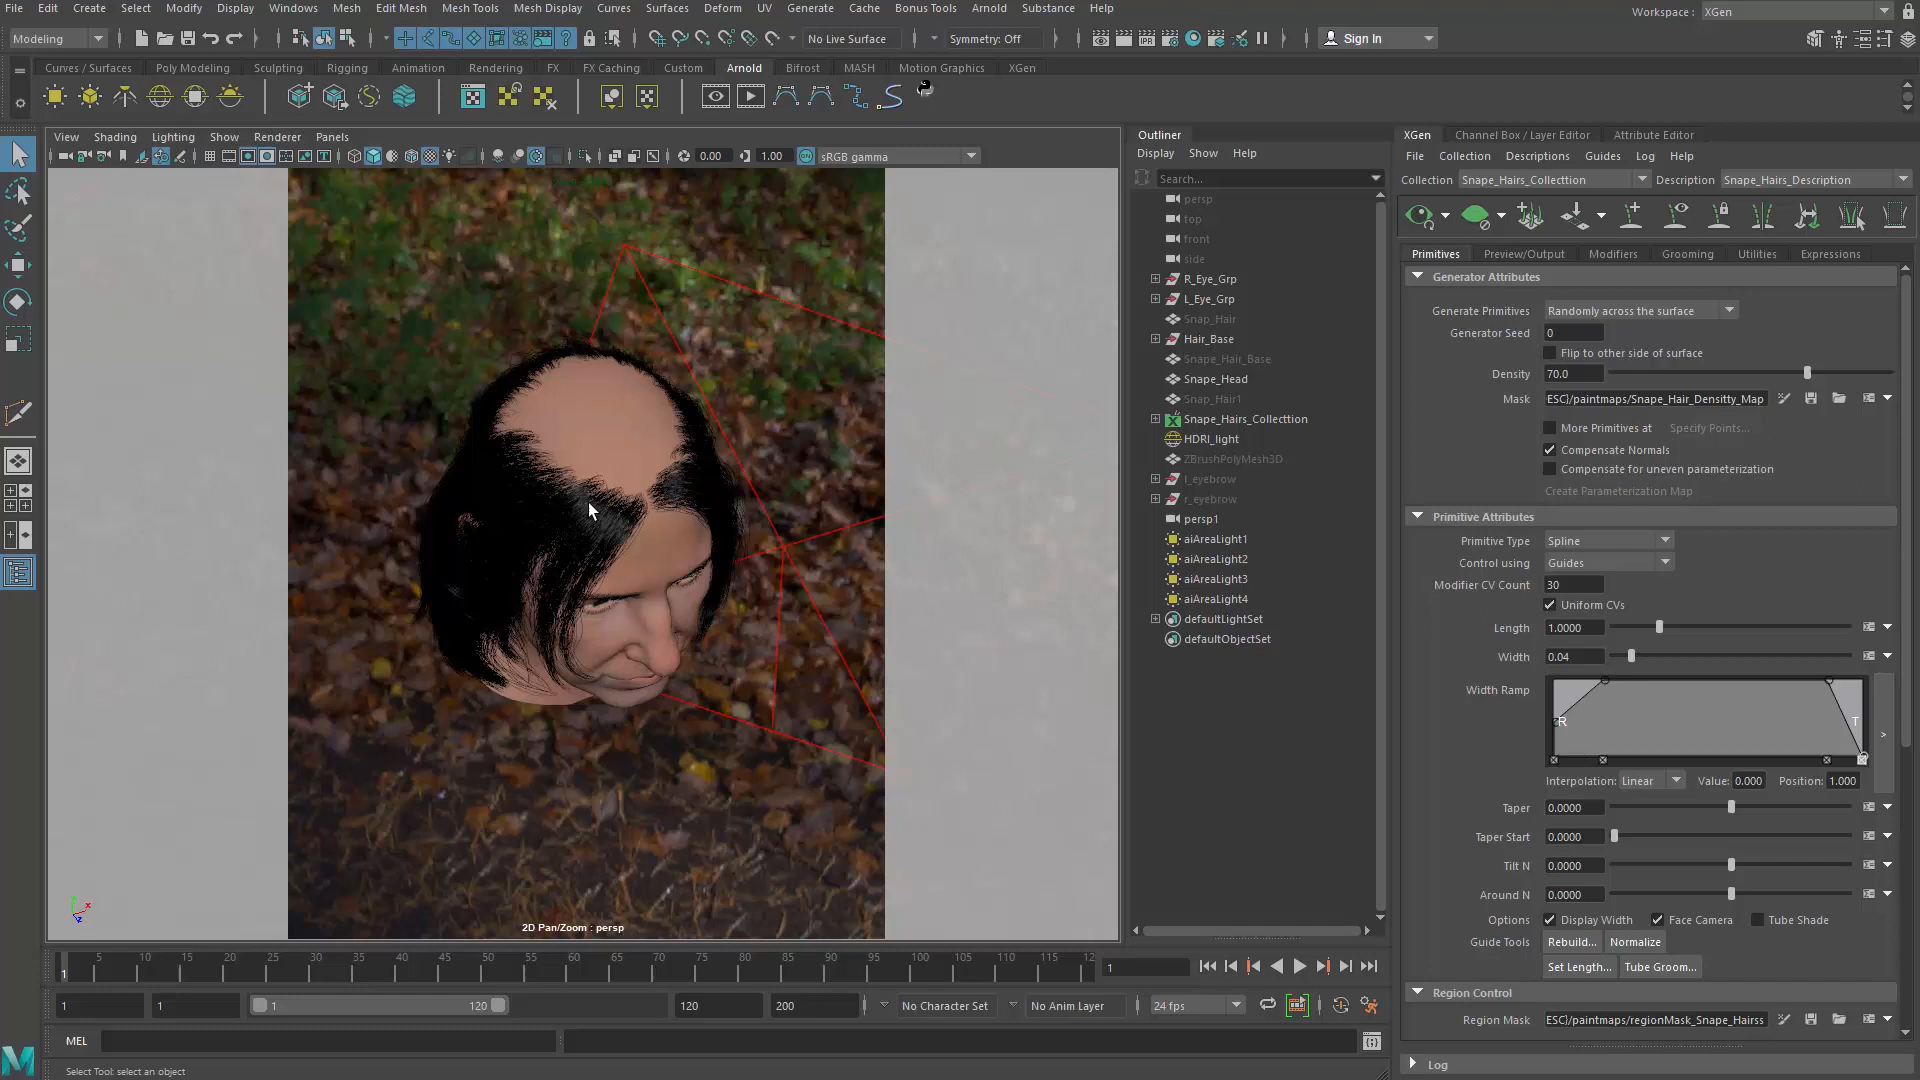 File Edit Create Select Modify Display Windows Mesh Edit Mesh Mesh Tools Mesh Display Curves Surfaces Deform UV Generate Cache Bonus Tools Arnold Substance Help
Workspace : XGen
Modeling No Live Surface Symmetry: Off Sign In
Curves / Surfaces Poly Modeling Sculpting Rigging Animation Rendering FX FX Caching Custom Arnold Bifrost MASH Motion Graphics XGen
View Shading Lighting Show Renderer Panels
0.00 1.00 sRGB gamma
2D Pan/Zoom : persp
Outliner
Display Show Help
Search...
persp
top
front
side
R_Eye_Grp
L_Eye_Grp
Snap_Hair
Hair_Base
Snape_Hair_Base
Snape_Head
Snap_Hair1
Snape_Hairs_Collecttion
HDRI_light
ZBrushPolyMesh3D
l_eyebrow
r_eyebrow
persp1
aiAreaLight1
aiAreaLight2
aiAreaLight3
aiAreaLight4
defaultLightSet
defaultObjectSet
XGen Channel Box / Layer Editor Attribute Editor
File Collection Descriptions Guides Log Help
Collection Snape_Hairs_Collecttion Description Snape_Hairs_Description
Primitives Preview/Output Modifiers Grooming Utilities Expressions
Generator Attributes
Generate Primitives Randomly across the surface
Generator Seed 0
Flip to other side of surface
Density 70.0
Mask ESC}/paintmaps/Snape_Hair_Densitty_Map
More Primitives at Specify Points...
Compensate Normals
Compensate for uneven parameterization
Create Parameterization Map
Primitive Attributes
Primitive Type Spline
Control using Guides
Modifier CV Count 30
Uniform CVs
Length 1.0000
Width 0.04
Width Ramp
R T
>
Interpolation: Linear Value: 0.000 Position: 1.000
Taper 0.0000
Taper Start 0.0000
Tilt N 0.0000
Around N 0.0000
Options Display Width Face Camera Tube Shade
Guide Tools Rebuild... Normalize
Set Length... Tube Groom...
Region Control
Region Mask ESC}/paintmaps/regionMask_Snape_Hairss
Log
1 5 10 15 20 25 30 35 40 45 50 55 60 65 70 75 80 85 90 95 100 105 110 115 12
1
1 1 1 120 120 200 No Character Set No Anim Layer 24 fps
MEL
Select Tool: select an object